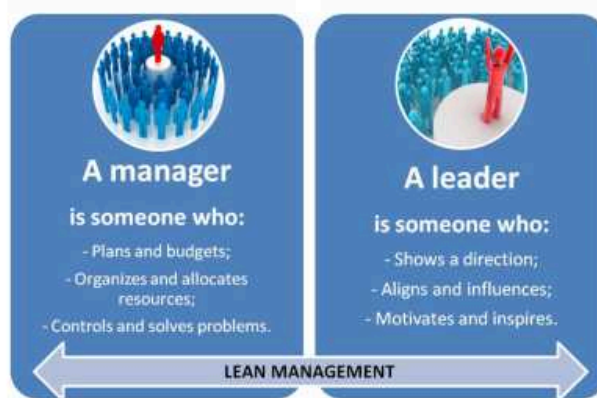 A manager
is someone who:
- Plans and budgets;
- Organizes and allocates
resources;
- Controls and solves problems.
A leader
is someone who:
- Shows a direction;
- Aligns and influences;
- Motivates and inspires.
LEAN MANAGEMENT